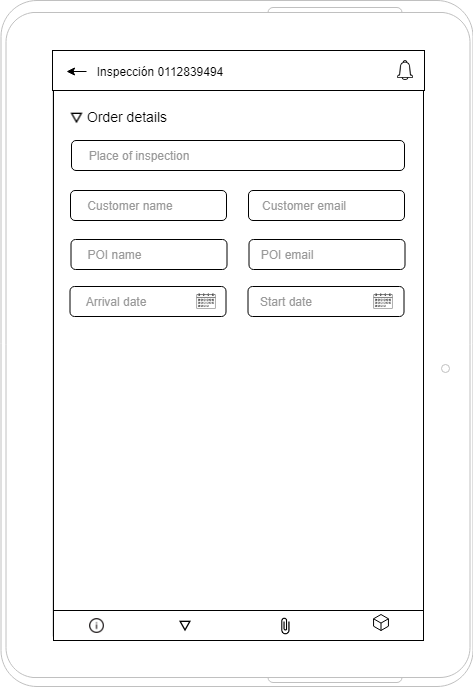 Inspección 0112839494
Order details
Place of inspection
Customer name
Customer email
POI name
POI email
Arrival date
Start date